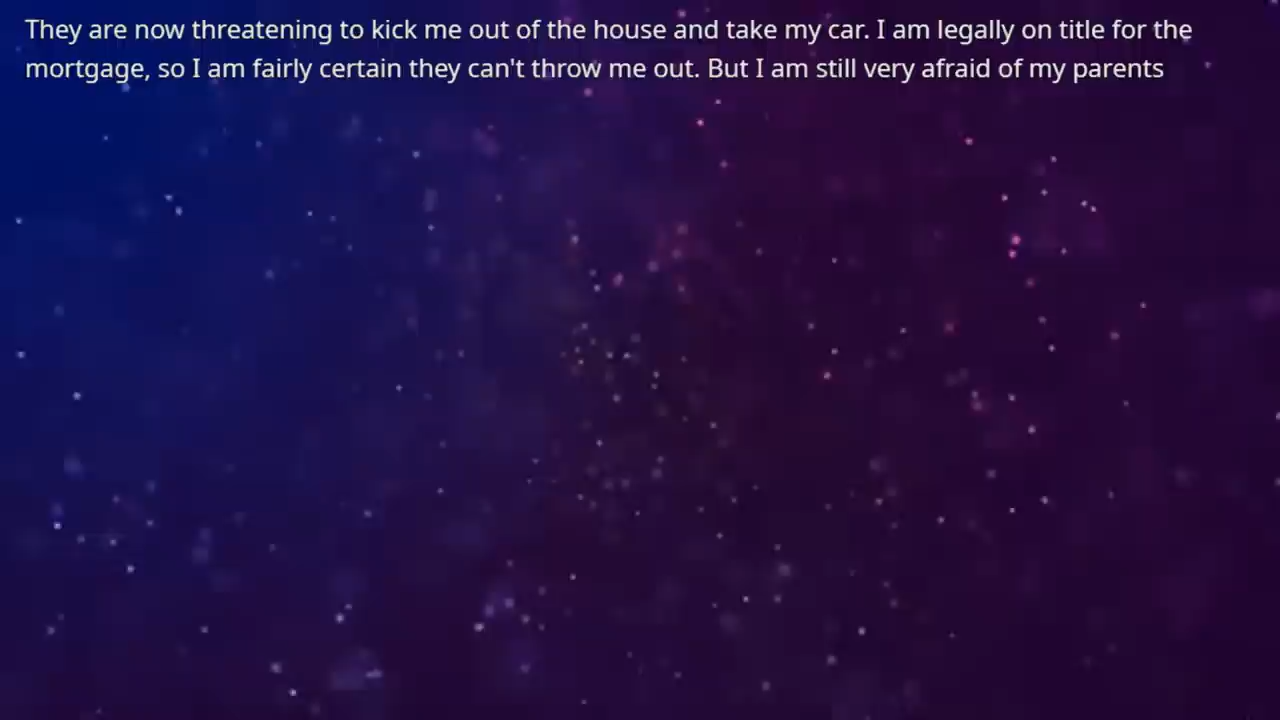 They are now threatening to kick me out of the house and take my car. I am legally on title for the
mortgage, so I am fairly certain they can't throw me out. But I am still very afraid of my parents